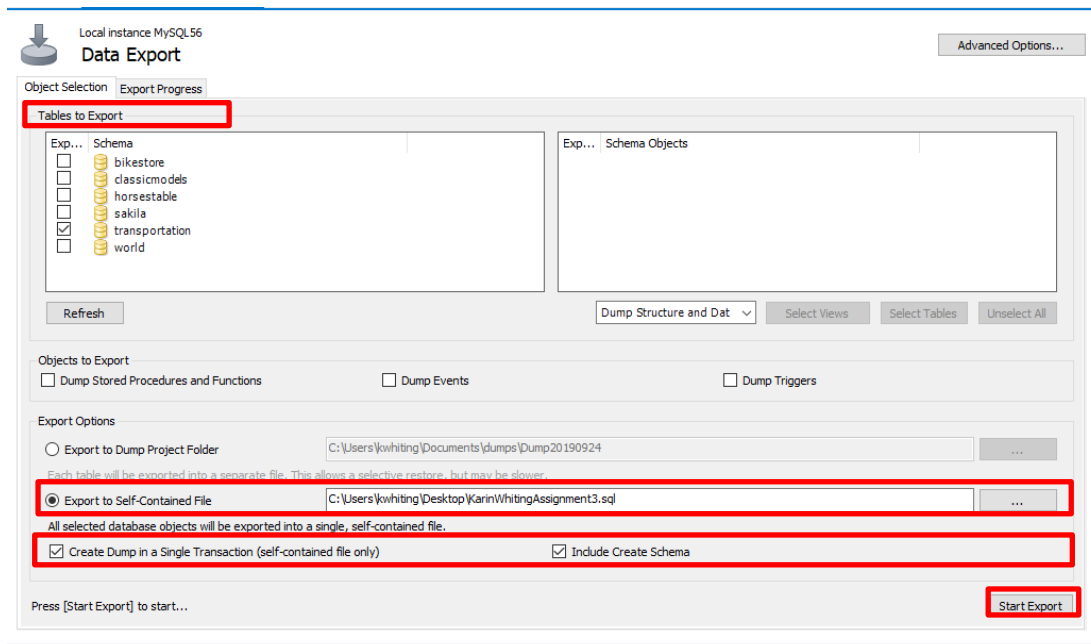 Local instance MySQL56
Data Export
Advanced Options...
Object Selection Export Progress
Tables to Export
Exp... Schema
bikestore
classicmodels
horsestable
sakila
transportation
world
Exp... Schema Objects
Refresh
Dump Structure and Dat
Select Views
Select Tables
Unselect All
Objects to Export
Dump Stored Procedures and Functions
Dump Events
Dump Triggers
Export Options
Export to Dump Project Folder
C:\Users\kwhiting\Documents\dumps\Dump20190924
...
Each table will be exported into a separate file. This allows a selective restore, but may be slower.
Export to Self-Contained File
C:\Users\kwhiting\Desktop\KarinWhitingAssignment3.sql
...
All selected database objects will be exported into a single, self-contained file.
Create Dump in a Single Transaction (self-contained file only)
Include Create Schema
Press [Start Export] to start...
Start Export